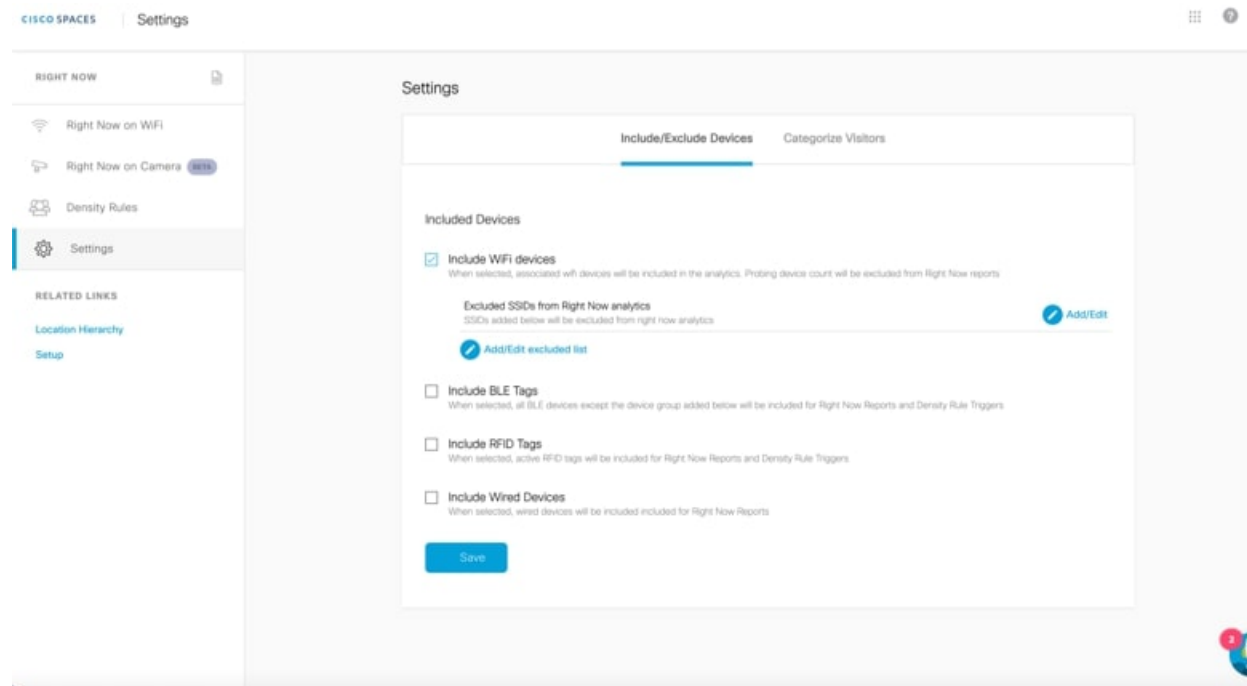 CISCO SPACES
Settings
RIGHT NOW
Right Now on WiFi
Right Now on Camera BETA
Density Rules
Settings
RELATED LINKS
Location Hierarchy
Setup
Settings
Include/Exclude Devices
Categorize Visitors
Included Devices
Include WiFi devices
When selected, associated wifi devices will be included in the analytics. Probing device count will be excluded from Right Now reports
Excluded SSIDs from Right Now analytics
SSIDs added below will be excluded from right now analytics
Add/Edit
Add/Edit excluded list
Include BLE Tags
When selected, all BLE devices except the device group added below will be included for Right Now Reports and Density Rule Triggers
Include RFID Tags
When selected, active RFID tags will be included for Right Now Reports and Density Rule Triggers
Include Wired Devices
When selected, wired devices will be included included for Right Now Reports
Save
3